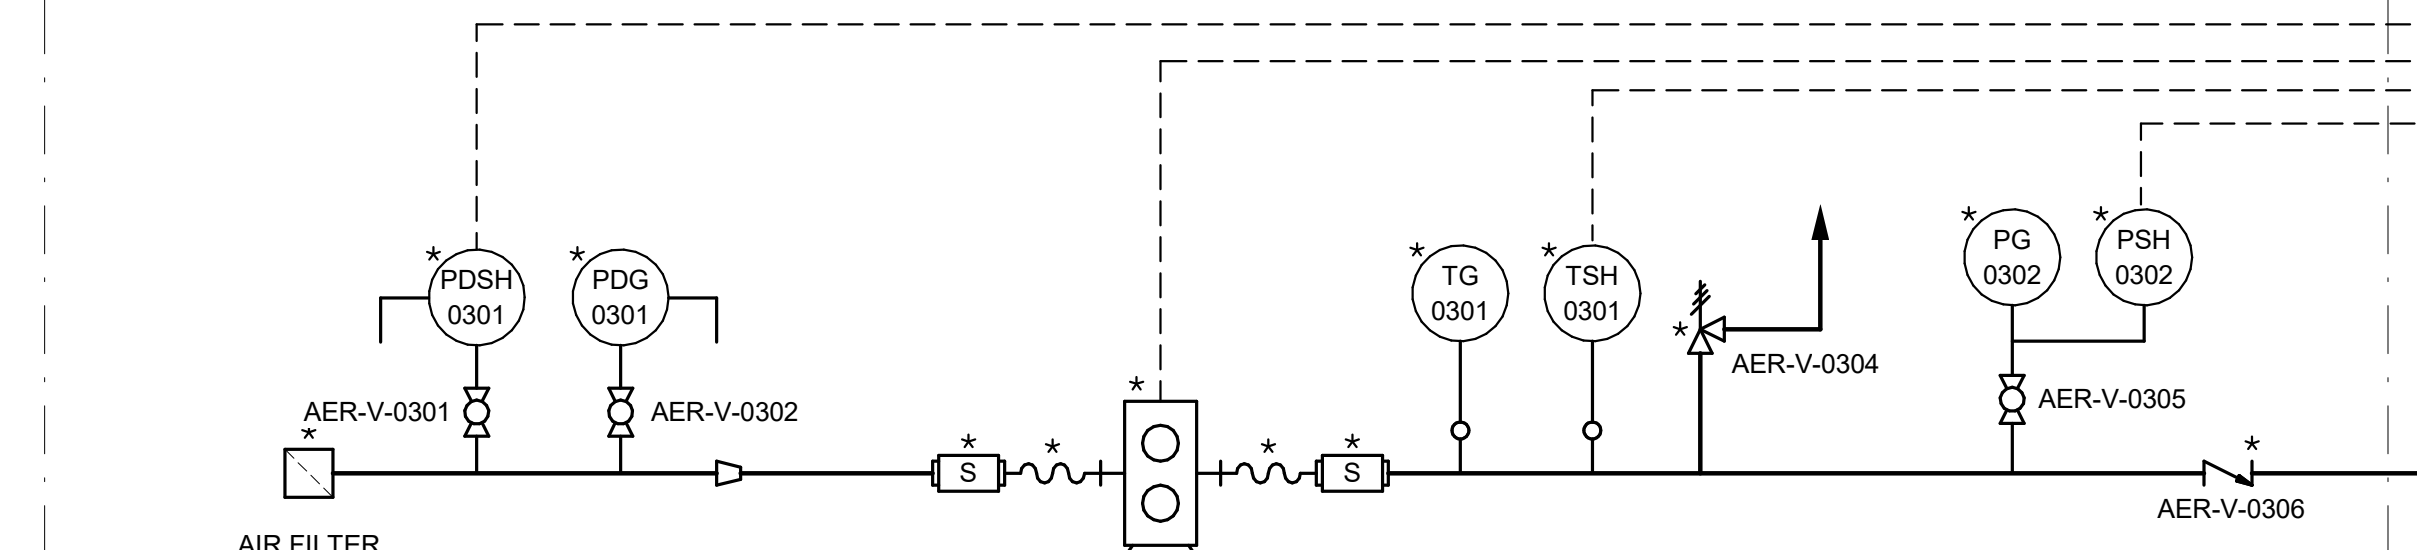 PG
0302
PSH
0302
PDSH
0301
PDG
0301
TG
0301
TSH
0301
AER-V-0304
AER-V-0301
AER-V-0302
AER-V-0305
S
S
AER-V-0306
AIR FILTER